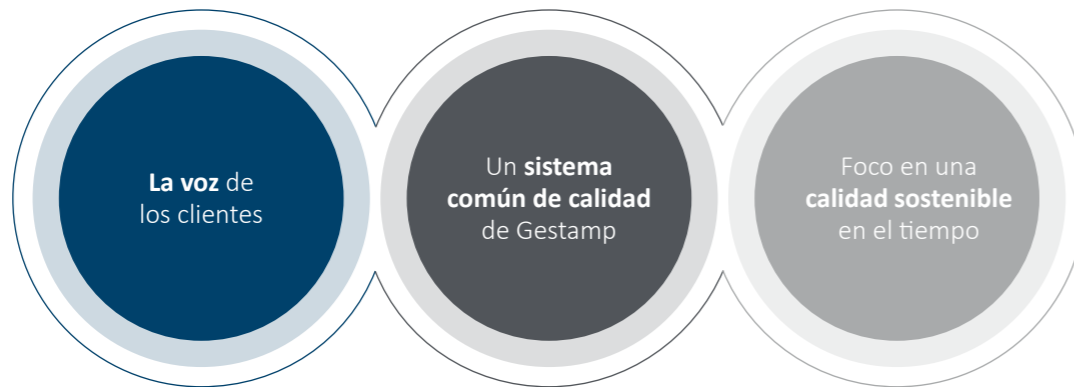 La voz de
los clientes
Un sistema
común de calidad
de Gestamp
Foco en una
calidad sostenible
en el tiempo